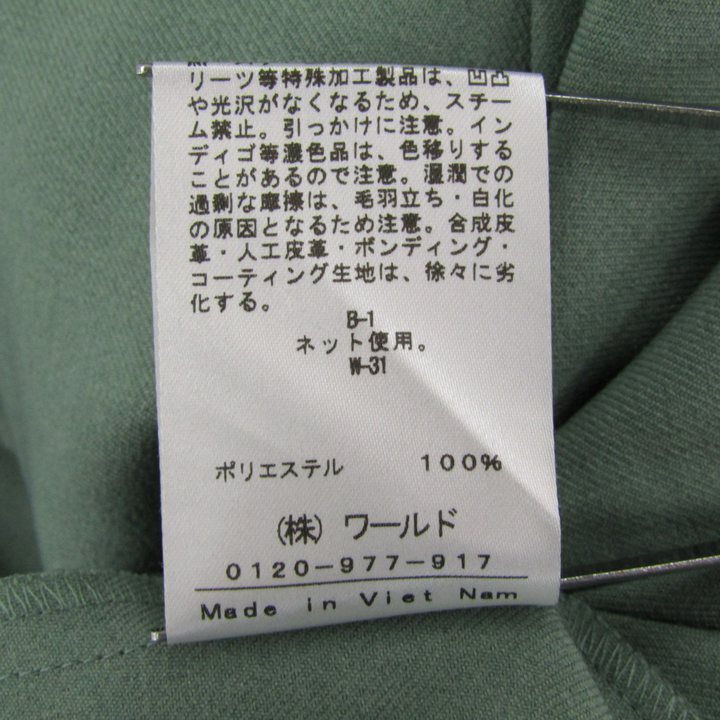 リーツ等特殊加工製品は、凹凸
や光沢がなくなるため、スチー
ム禁止。引っかけに注意。イン
ディゴ等濃色品は、色移りする
ことがあるので注意。湿潤での
過剰な摩擦は、毛羽立ち・白化
の原因となるため注意。合成皮
革・人工皮革・ボンディング・
コーティング生地は、徐々に劣
化する。
B-1
ネット使用。
W-31
ポリエステル 100%
(株) ワールド
0120-977-917
Made in Viet Nam